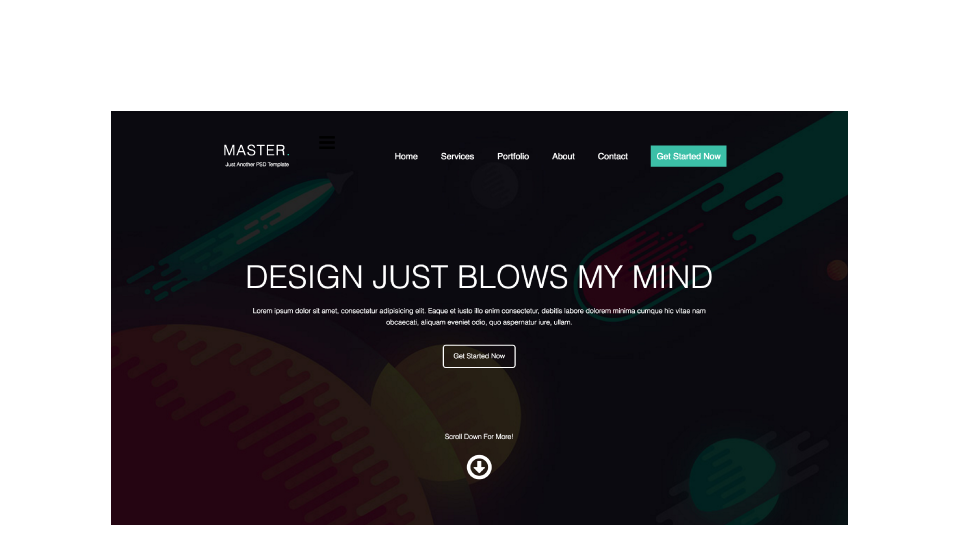 MASTER.
Just Another PSD Template
Home
Services
Portfolio
About
Contact
Get Started Now
DESIGN JUST BLOWS MY MIND
Lorem ipsum dolor sit amet, consectetur adipisicing elit. Eaque et iusto illo enim consectetur, debitis labore dolorem minima cumque hic vitae nam
obcaecati, aliquam eveniet odio, quo aspernatur iure, ullam.
Get Started Now
Scroll Down For More!